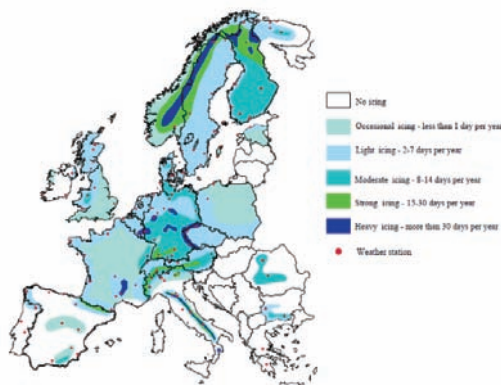 No icing
Occasional icing - less than 1 day per year
Light icing - 2-7 days per year
Moderate icing - 8-14 days per year
Strong icing - 15-30 days per year
Heavy icing - more than 30 days per year
Weather station